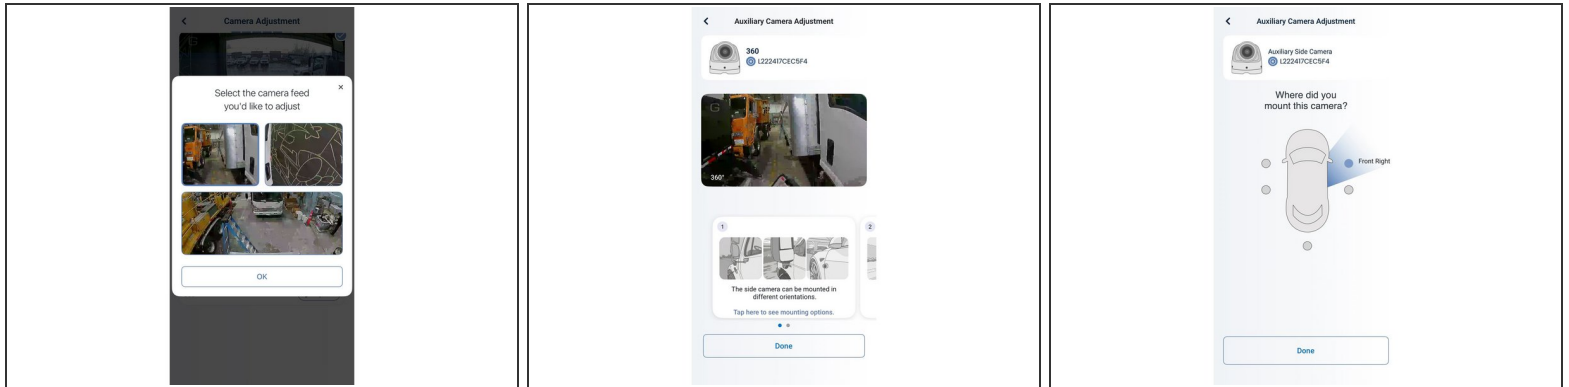 Camera Adjustment
G
Select the camera feed
you'd like to adjust
OK
Auxiliary Camera Adjustment
360
L222417CEC5F4
G
360°
1
2
The side camera can be mounted in
different orientations.
Tap here to see mounting options.
Done
Auxiliary Camera Adjustment
Auxiliary Side Camera
L222417CEC5F4
Where did you
mount this camera?
Front Right
Done